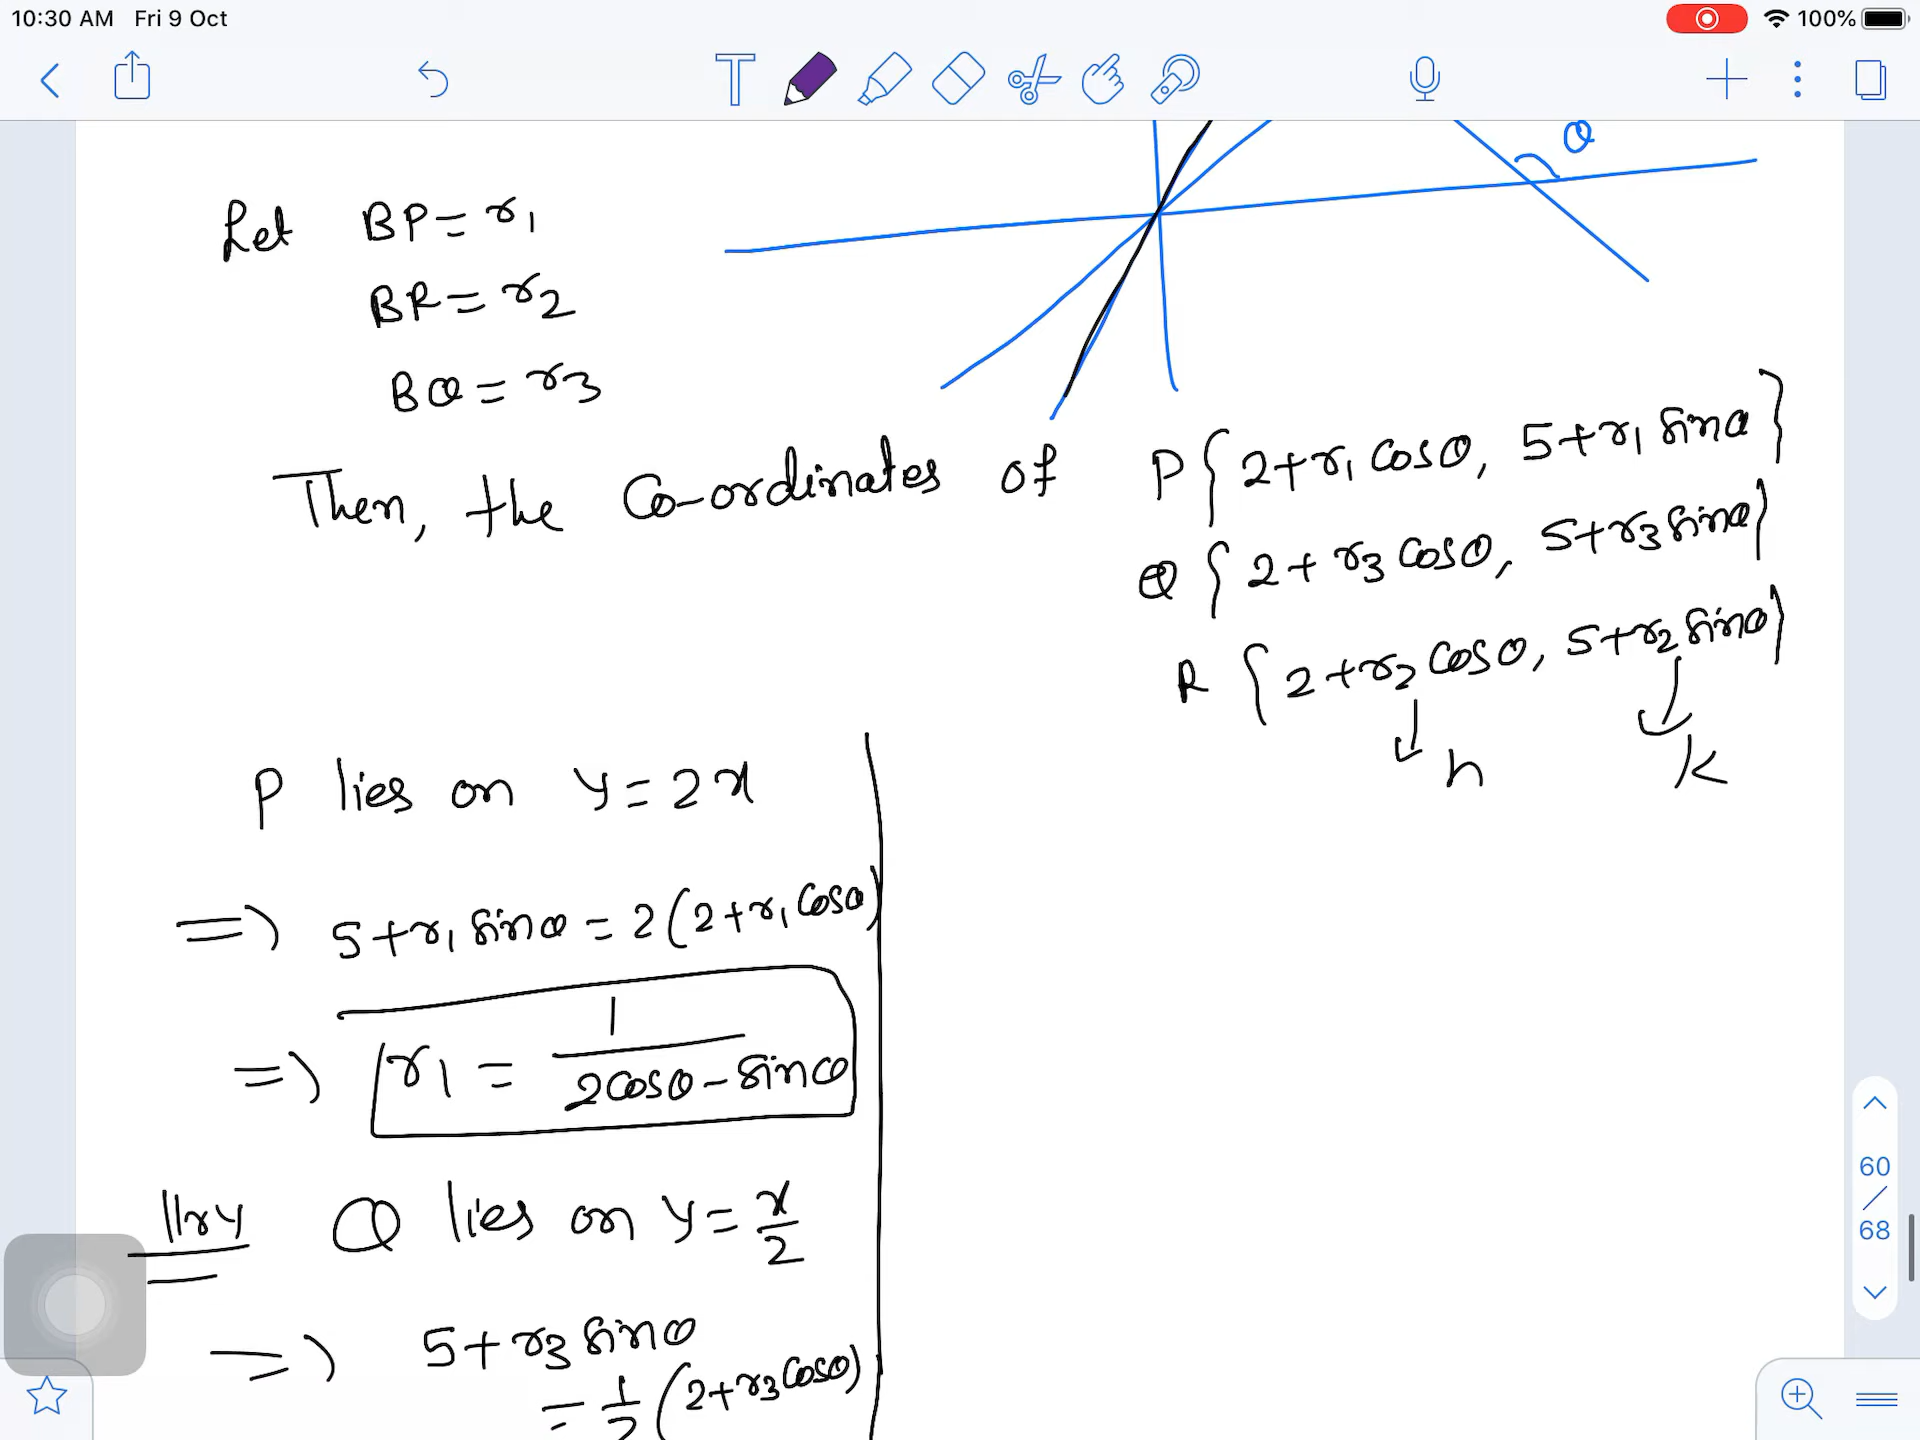 10:30 AM Fri 9 Oct 100%
T
θ
Let BP = r1
BR = r2
BQ = r3
Then, the Co-ordinates of P{2+r1 cosθ, 5+r1 sinθ}
Q{2+r3 cosθ, 5+r3 sinθ}
R{2+r2 cosθ, 5+r2 sinθ}
h k
P lies on y = 2x
=> 5+r1 sinθ = 2(2+r1 cosθ)
=> r1 = 1/(2cosθ - sinθ)
llry Q lies on y = x/2
=> 5+r3 sinθ
= 1/2 (2+r3 cosθ)
60
/
68